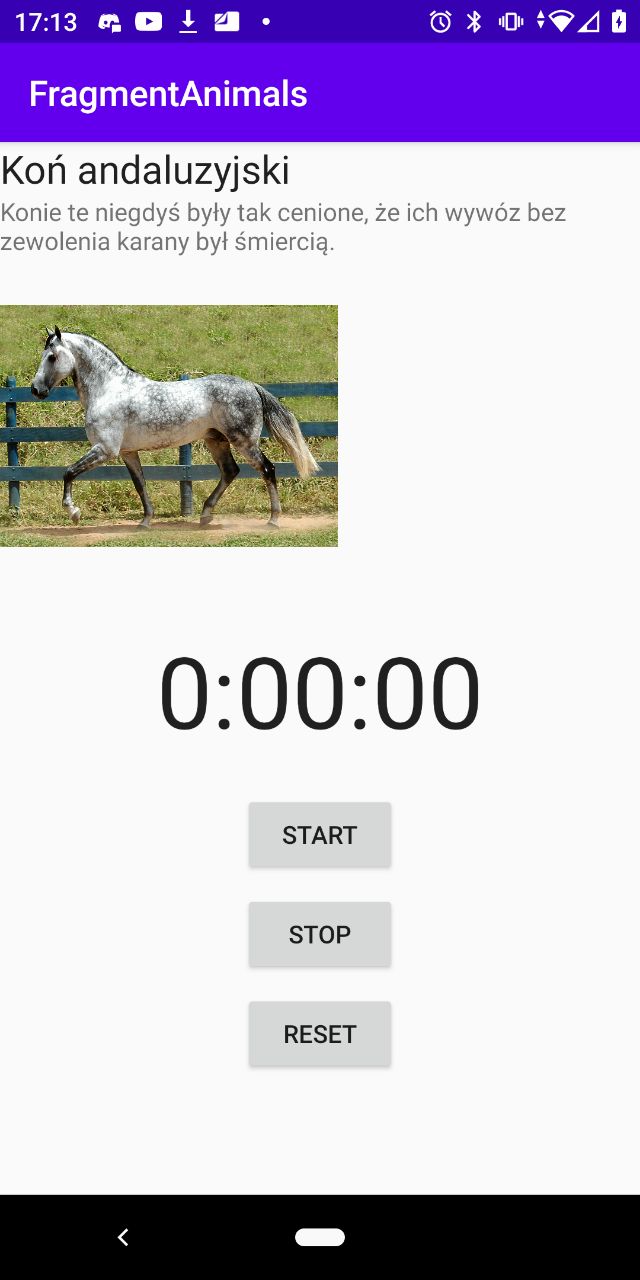 17:13
FragmentAnimals
Koń andaluzyjski
Konie te niegdyś były tak cenione, że ich wywóz bez
zewolenia karany był śmiercią.
0:00:00
START
STOP
RESET